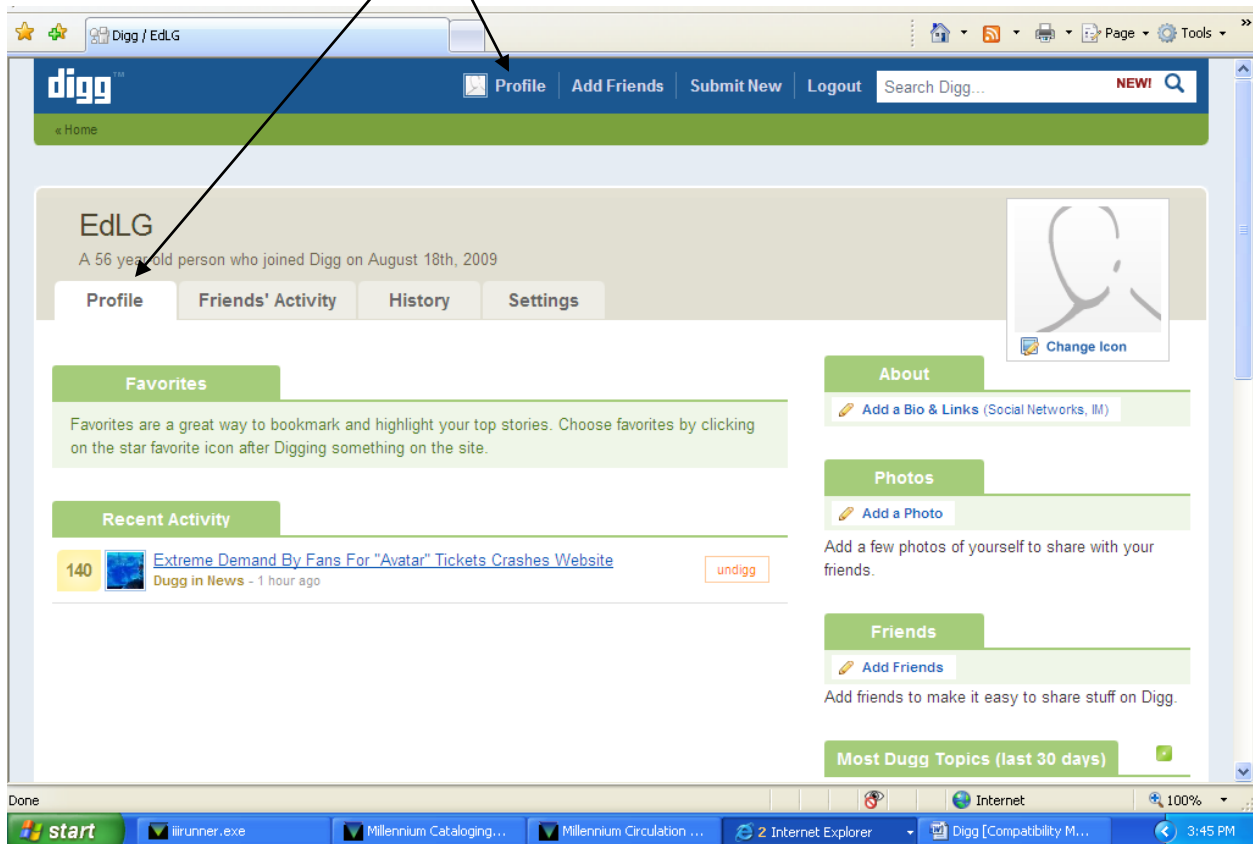 Digg / EdLG
Page
Tools
»
digg™
Profile
Add Friends
Submit New
Logout
Search Digg...
NEW!
« Home
EdLG
A 56 year old person who joined Digg on August 18th, 2009
Profile
Friends' Activity
History
Settings
Change Icon
Favorites
Favorites are a great way to bookmark and highlight your top stories. Choose favorites by clicking
on the star favorite icon after Digging something on the site.
Recent Activity
140
Extreme Demand By Fans For "Avatar" Tickets Crashes Website
Dugg in News - 1 hour ago
undigg
About
Add a Bio & Links (Social Networks, IM)
Photos
Add a Photo
Add a few photos of yourself to share with your
friends.
Friends
Add Friends
Add friends to make it easy to share stuff on Digg.
Most Dugg Topics (last 30 days)
Done
Internet
100%
start
iiirunner.exe
Millennium Cataloging...
Millennium Circulation ...
2 Internet Explorer
Digg [Compatibility M...
3:45 PM